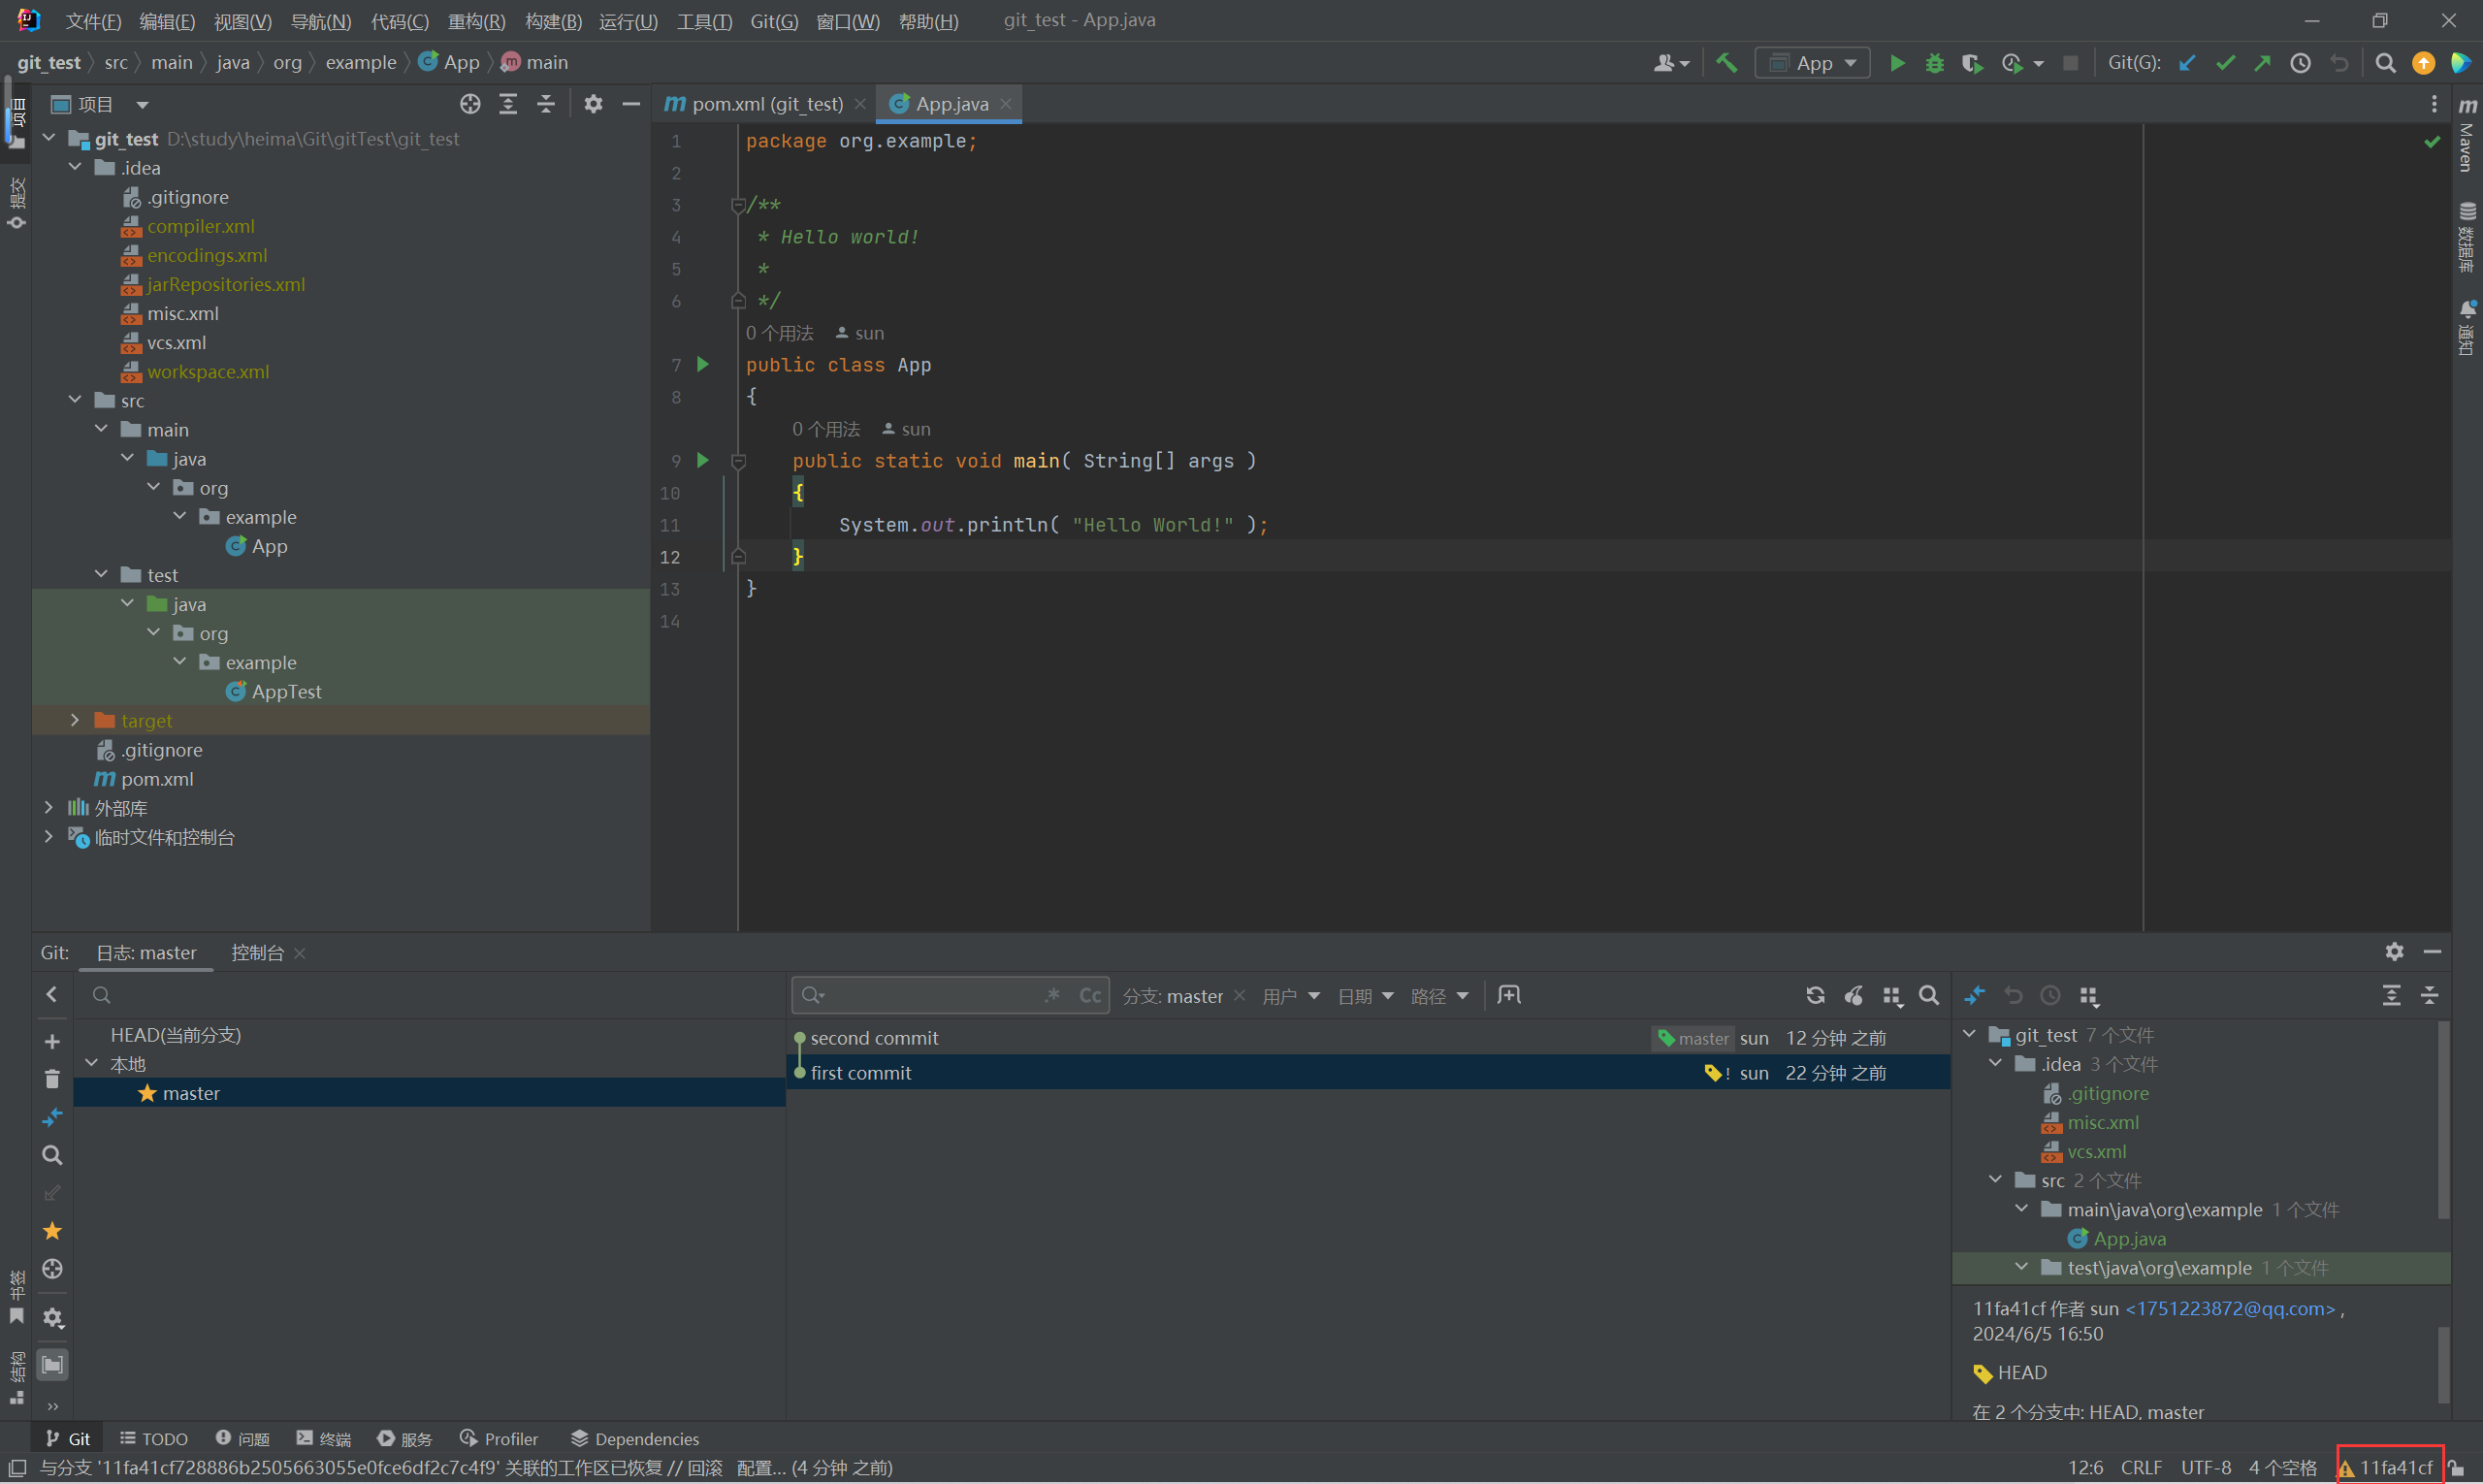 文件(F) 编辑(E) 视图(V) 导航(N) 代码(C) 重构(R) 构建(B) 运行(U) 工具(T) Git(G) 窗口(W) 帮助(H) git_test - App.java
git_test src main java org example App main
App Git(G):
项目
提交
书签
结构
项目
git_test D:\study\heima\Git\gitTest\git_test
.idea
.gitignore
compiler.xml
encodings.xml
jarRepositories.xml
misc.xml
vcs.xml
workspace.xml
src
main
java
org
example
App
test
java
org
example
AppTest
target
.gitignore
pom.xml
外部库
临时文件和控制台
pom.xml (git_test) App.java
1 package org.example;
2
3 /**
4 * Hello world!
5 *
6 */
0 个用法 sun
7 public class App
8 {
0 个用法 sun
9 public static void main( String[] args )
10 {
11 System.out.println( "Hello World!" );
12 }
13 }
14
Maven
数据库
通知
Git: 日志: master 控制台
HEAD(当前分支)
本地
master
.* Cc 分支: master 用户 日期 路径
second commit master sun 12 分钟 之前
first commit ! sun 22 分钟 之前
git_test 7 个文件
.idea 3 个文件
.gitignore
misc.xml
vcs.xml
src 2 个文件
main\java\org\example 1 个文件
App.java
test\java\org\example 1 个文件
11fa41cf 作者 sun <1751223872@qq.com> ,
2024/6/5 16:50
HEAD
在 2 个分支中: HEAD, master
Git TODO 问题 终端 服务 Profiler Dependencies
与分支 '11fa41cf728886b2505663055e0fce6df2c7c4f9' 关联的工作区已恢复 // 回滚 配置... (4 分钟 之前)
12:6 CRLF UTF-8 4 个空格 11fa41cf